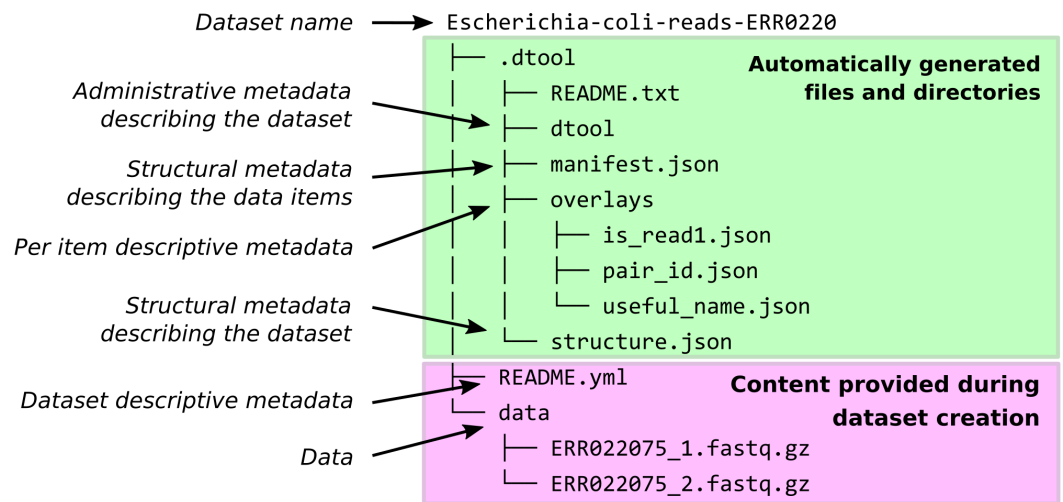 Dataset name
Escherichia-coli-reads-ERR0220
├── .dtool
Automatically generated
files and directories
Administrative metadata
describing the dataset
├── README.txt
├── dtool
Structural metadata
describing the data items
├── manifest.json
├── overlays
Per item descriptive metadata
├── is_read1.json
├── pair_id.json
└── useful_name.json
Structural metadata
describing the dataset
└── structure.json
├── README.yml
Content provided during
dataset creation
Dataset descriptive metadata
└── data
Data
├── ERR022075_1.fastq.gz
└── ERR022075_2.fastq.gz